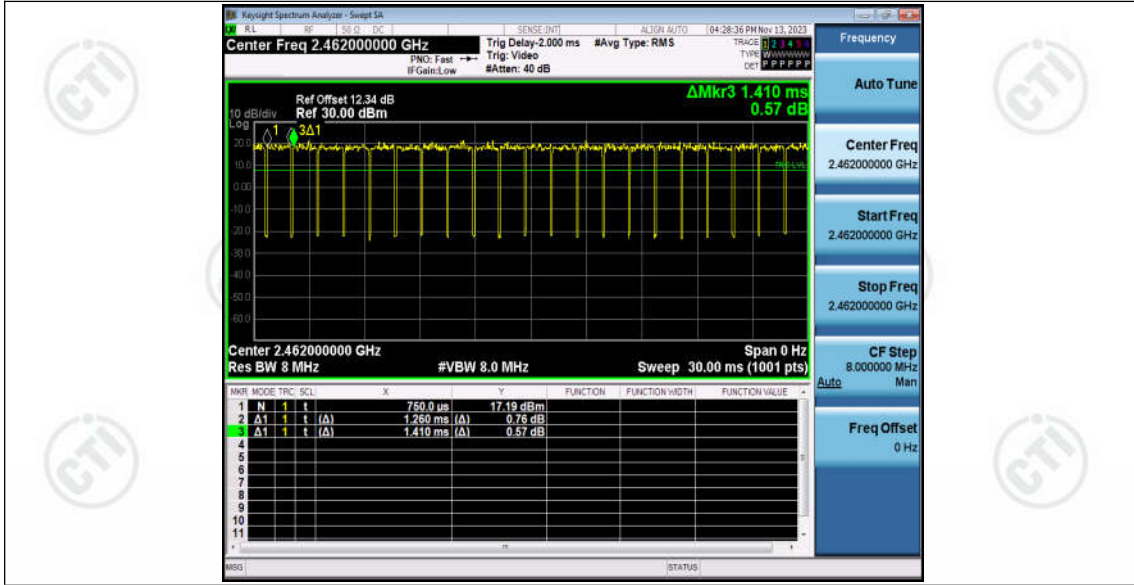 Keysight Spectrum Analyzer - Swept SA
RL RF 50 Ω DC SENSE:INT ALIGN AUTO 04:28:36 PM Nov 13, 2023
Center Freq 2.462000000 GHz
PNO: Fast
IFGain:Low
Trig Delay-2.000 ms
Trig: Video
#Atten: 40 dB
#Avg Type: RMS
TRACE 1 2 3 4 5 6
TYPE WWWWWW
DET P P P P P P
Frequency
Auto Tune
Center Freq
2.462000000 GHz
Start Freq
2.462000000 GHz
Stop Freq
2.462000000 GHz
CF Step
8.000000 MHz
Auto Man
Freq Offset
0 Hz
ΔMkr3 1.410 ms
0.57 dB
Ref Offset 12.34 dB
10 dB/div Ref 30.00 dBm
Log
1 3Δ1
20.0
10.0
0.00
-10.0
-20.0
-30.0
-40.0
-50.0
-60.0
TRIG LVL
Center 2.462000000 GHz Span 0 Hz
Res BW 8 MHz #VBW 8.0 MHz Sweep 30.00 ms (1001 pts)
MKR MODE TRC SCL X Y FUNCTION FUNCTION WIDTH FUNCTION VALUE
1 N 1 t 750.0 µs 17.19 dBm
2 Δ1 1 t (Δ) 1.260 ms (Δ) 0.76 dB
3 Δ1 1 t (Δ) 1.410 ms (Δ) 0.57 dB
4
5
6
7
8
9
10
11
MSG STATUS
CTI
CTI
CTI
CTI